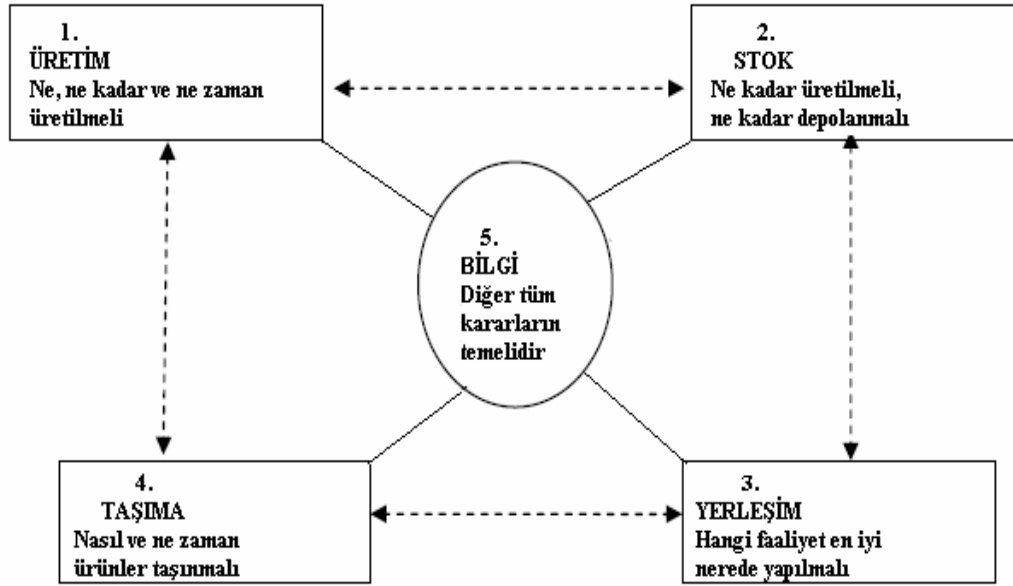 1.
ÜRETİM
Ne, ne kadar ve ne zaman
üretilmeli
2.
STOK
Ne kadar üretilmeli,
ne kadar depolanmalı
5.
BİLGİ
Diğer tüm
kararların
temelidir
4.
TAŞIMA
Nasıl ve ne zaman
ürünler taşınmalı
3.
YERLEŞİM
Hangi faaliyet en iyi
nerede yapılmalı